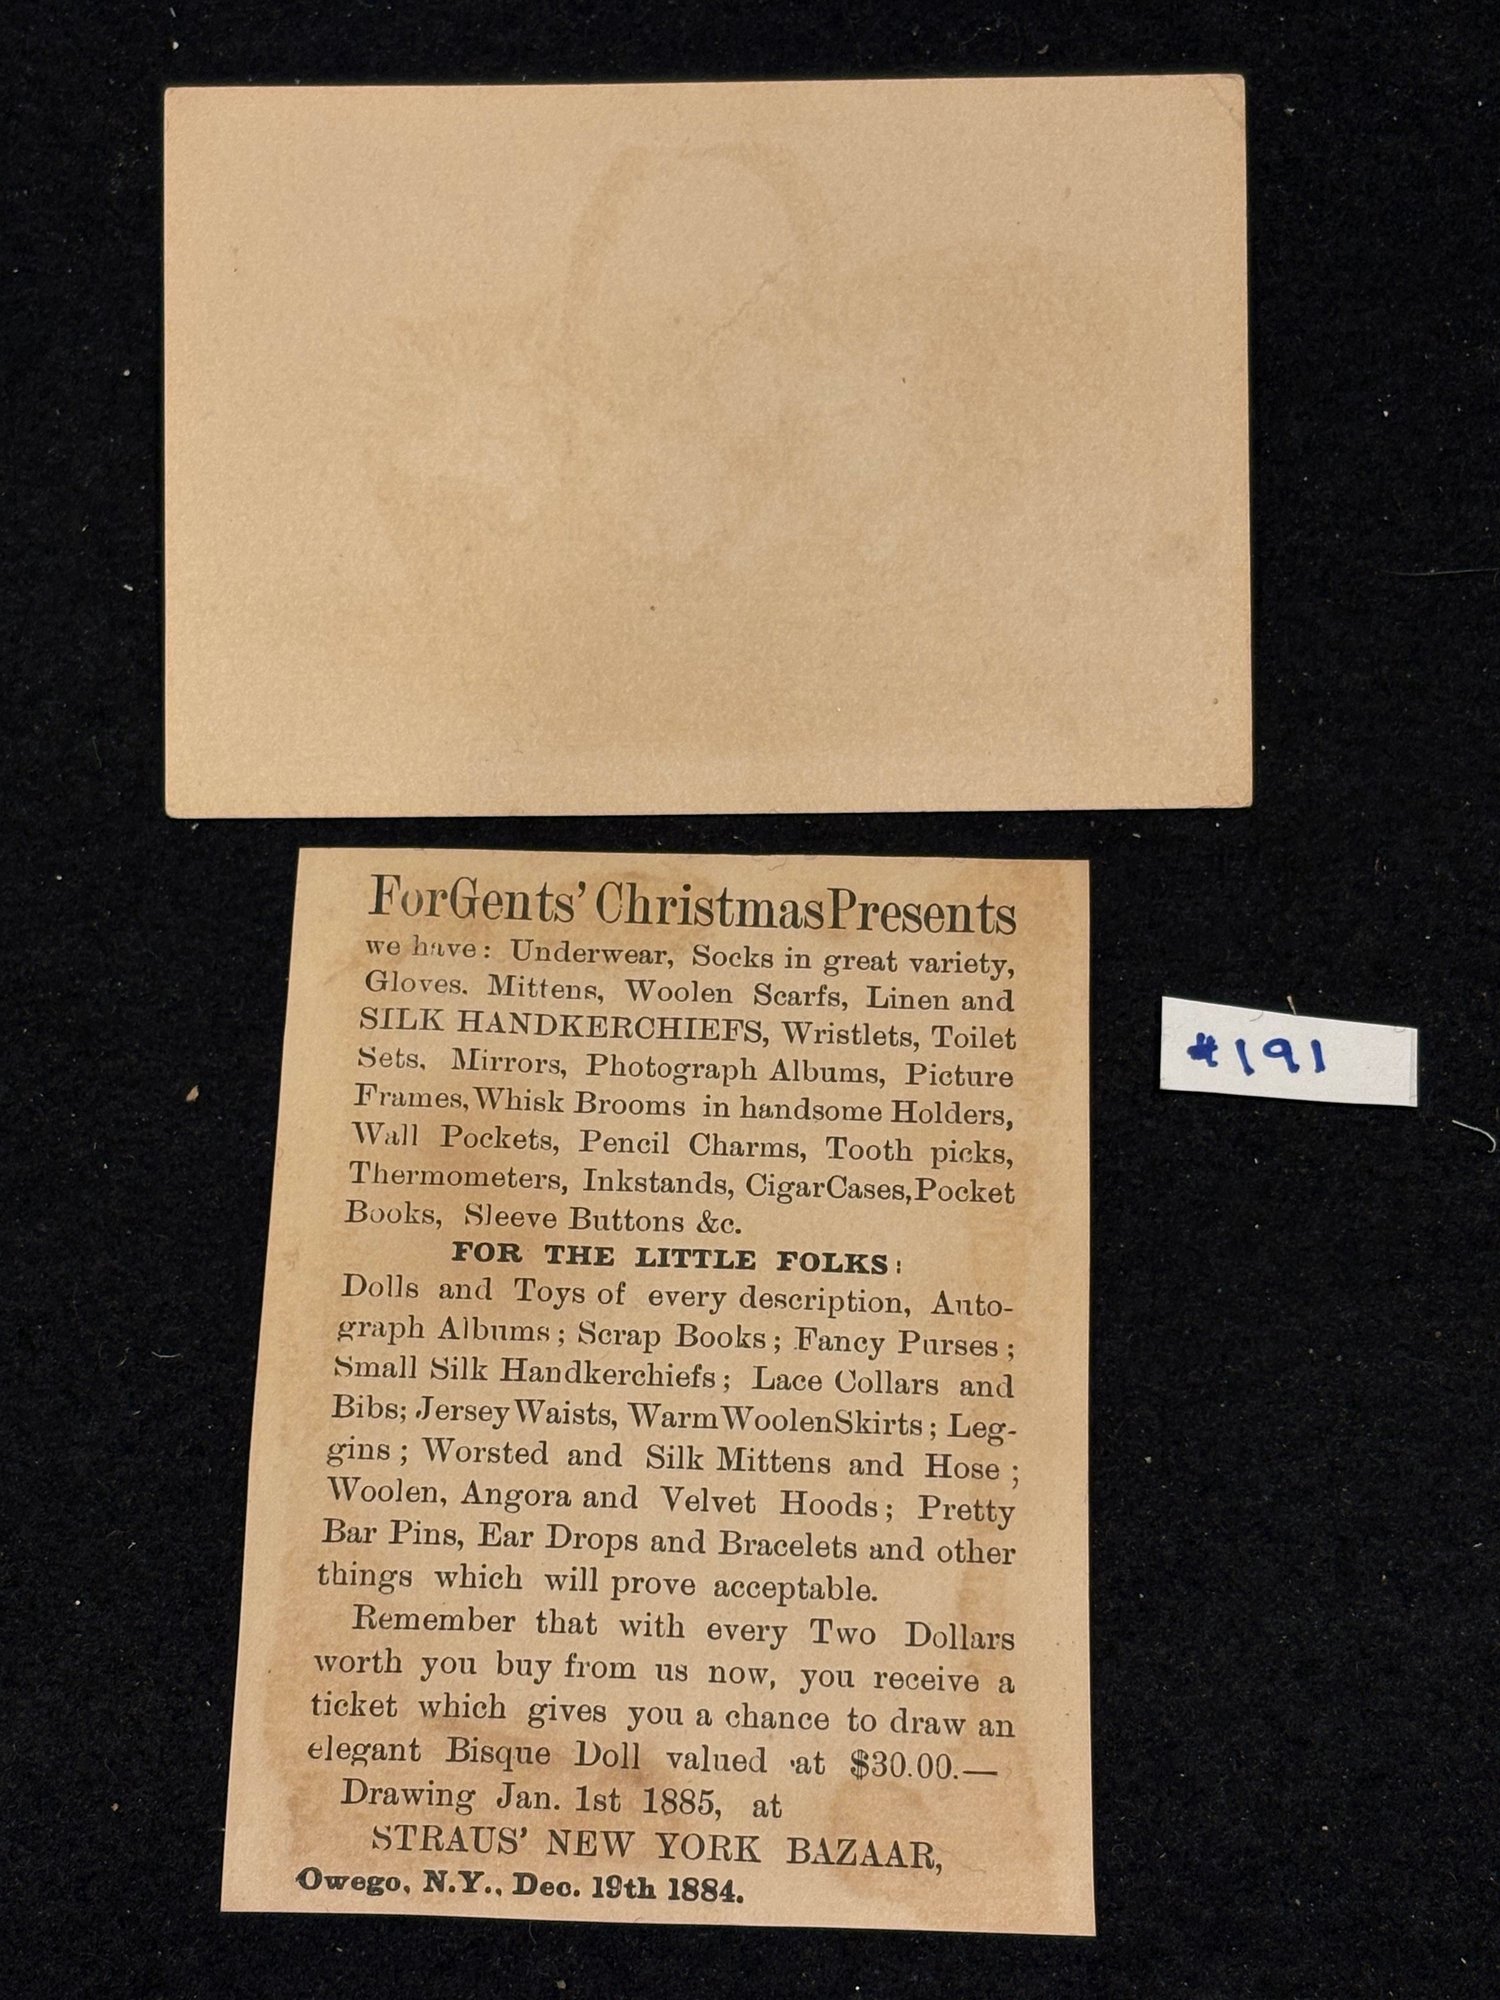 ForGents' ChristmasPresents
we have: Underwear, Socks in great variety,
Gloves. Mittens, Woolen Scarfs, Linen and
SILK HANDKERCHIEFS, Wristlets, Toilet
Sets, Mirrors, Photograph Albums, Picture
Frames, Whisk Brooms in handsome Holders,
Wall Pockets, Pencil Charms, Tooth picks,
Thermometers, Inkstands, CigarCases, Pocket
Books, Sleeve Buttons &c.
FOR THE LITTLE FOLKS:
Dolls and Toys of every description, Auto-
graph Albums; Scrap Books; Fancy Purses;
Small Silk Handkerchiefs; Lace Collars and
Bibs; Jersey Waists, WarmWoolenSkirts; Leg-
gins; Worsted and Silk Mittens and Hose;
Woolen, Angora and Velvet Hoods; Pretty
Bar Pins, Ear Drops and Bracelets and other
things which will prove acceptable.
Remember that with every Two Dollars
worth you buy from us now, you receive a
ticket which gives you a chance to draw an
elegant Bisque Doll valued at $30.00.—
Drawing Jan. 1st 1885, at
STRAUS' NEW YORK BAZAAR,
Owego, N.Y., Dec. 19th 1884.
#191